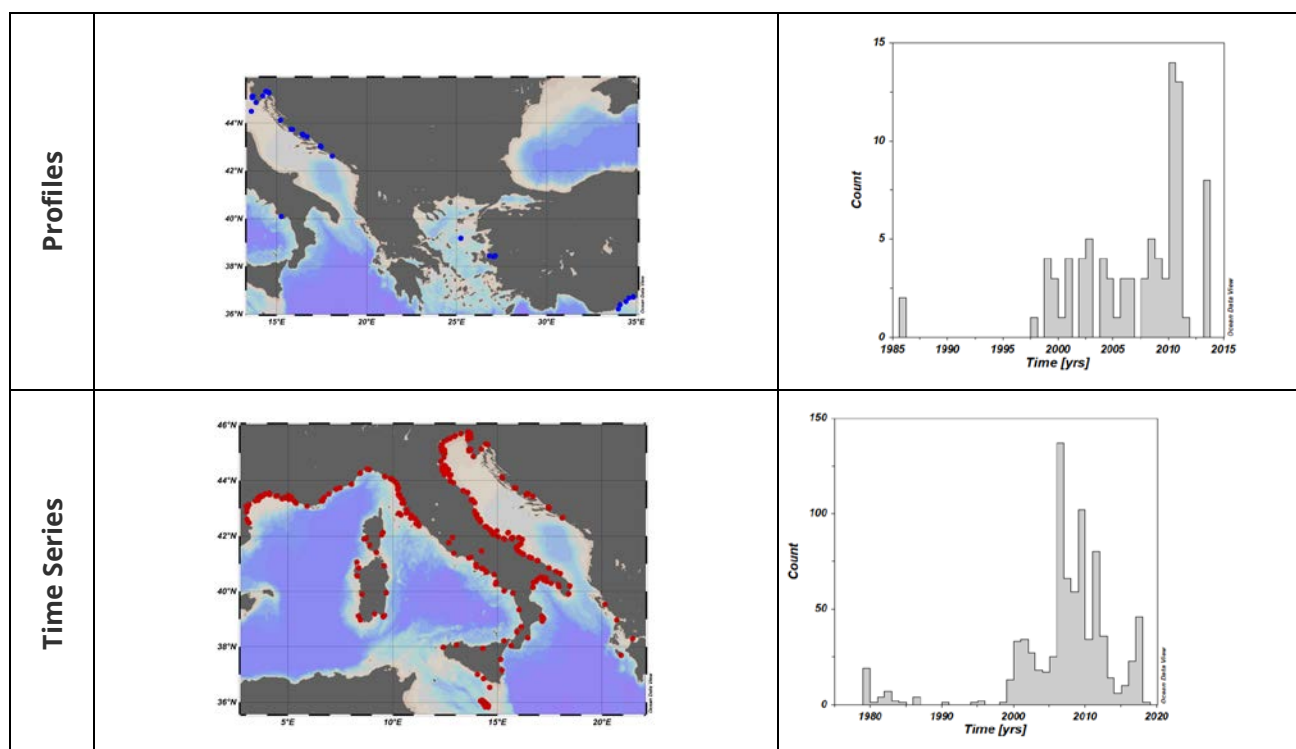 Profiles
44°N
42°N
40°N
38°N
36°N
15°E 20°E 25°E 30°E 35°E
Ocean Data View
15
10
5
0
Count
1985 1990 1995 2000 2005 2010 2015
Time [yrs]
Ocean Data View
Time Series
46°N
44°N
42°N
40°N
38°N
36°N
5°E 10°E 15°E 20°E
Ocean Data View
150
100
50
0
Count
1980 1990 2000 2010 2020
Time [yrs]
Ocean Data View